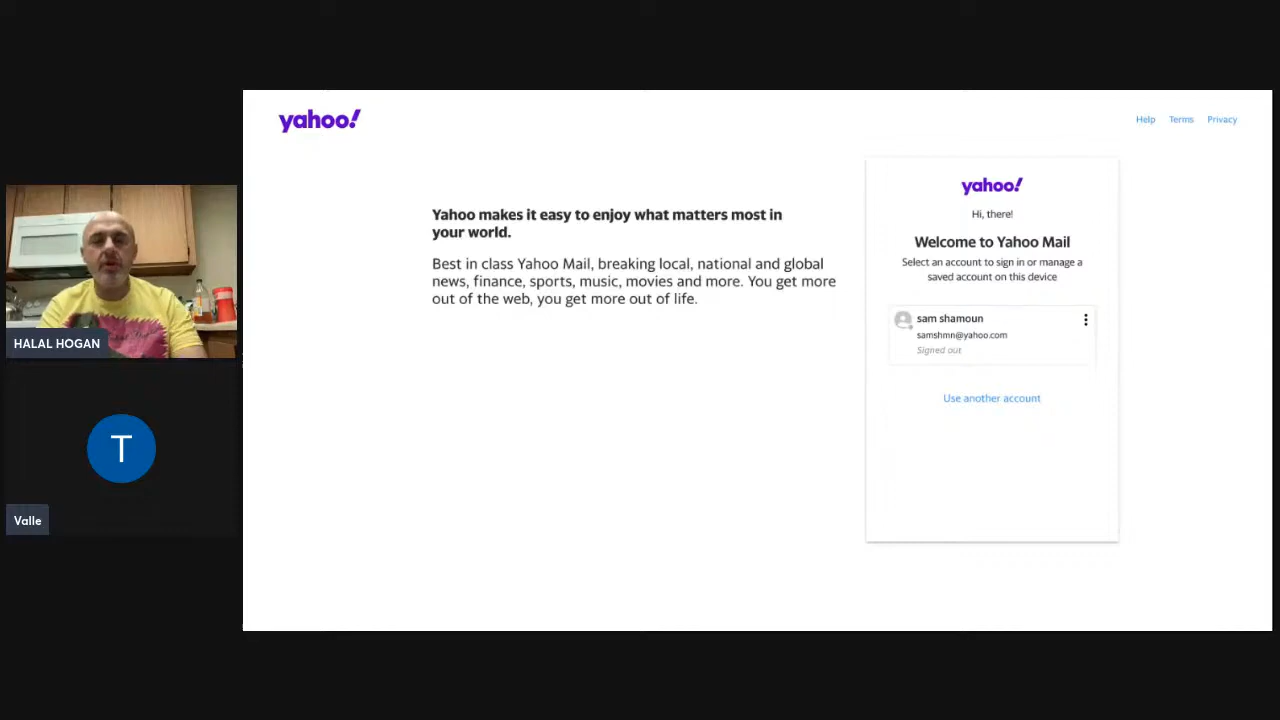 yahoo!
Help Terms Privacy
HALAL HOGAN
T
Valle
Yahoo makes it easy to enjoy what matters most in
your world.
Best in class Yahoo Mail, breaking local, national and global
news, finance, sports, music, movies and more. You get more
out of the web, you get more out of life.
yahoo!
Hi, there!
Welcome to Yahoo Mail
Select an account to sign in or manage a
saved account on this device
sam shamoun
samshmn@yahoo.com
Signed out
Use another account